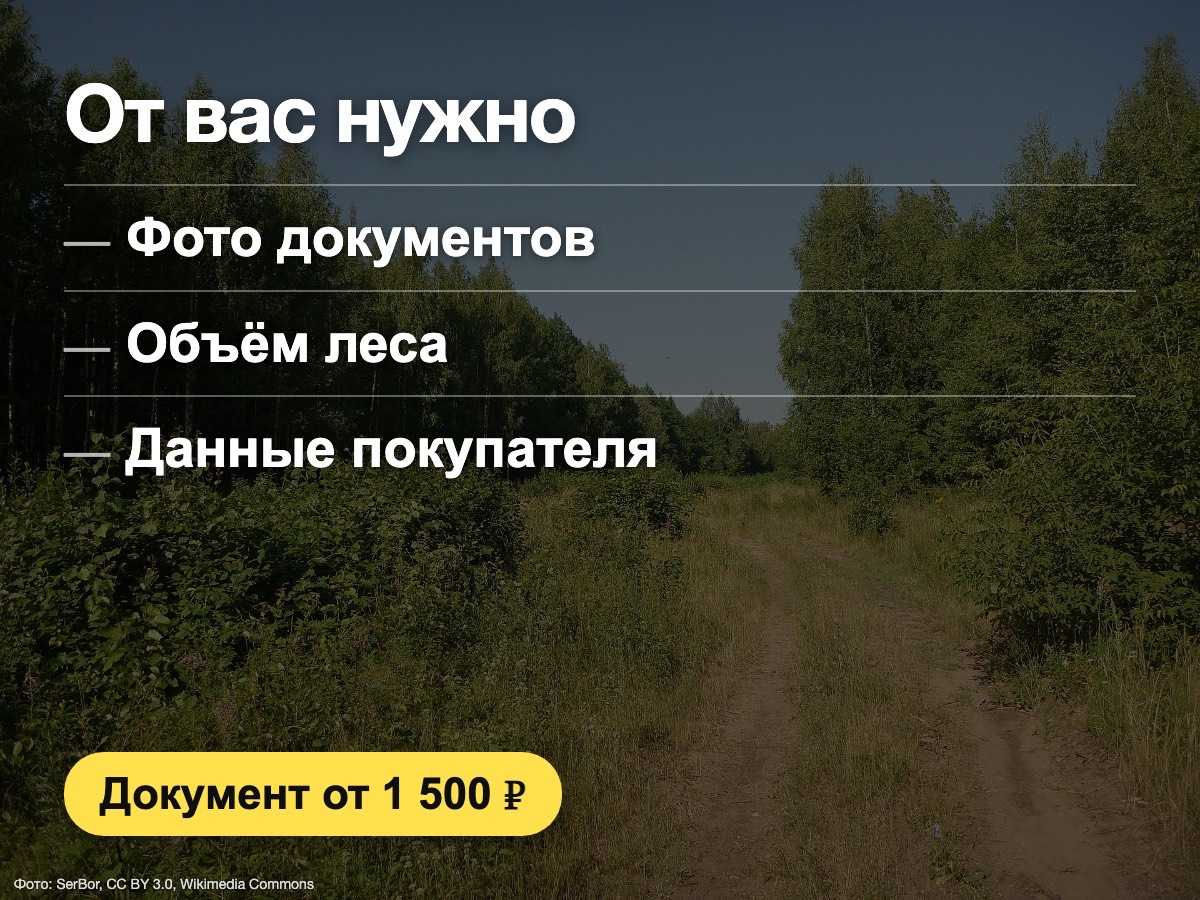 От вас нужно
— Фото документов
— Объём леса
— Данные покупателя
Документ от 1 500 ₽
Фото: SerBor, CC BY 3.0, Wikimedia Commons